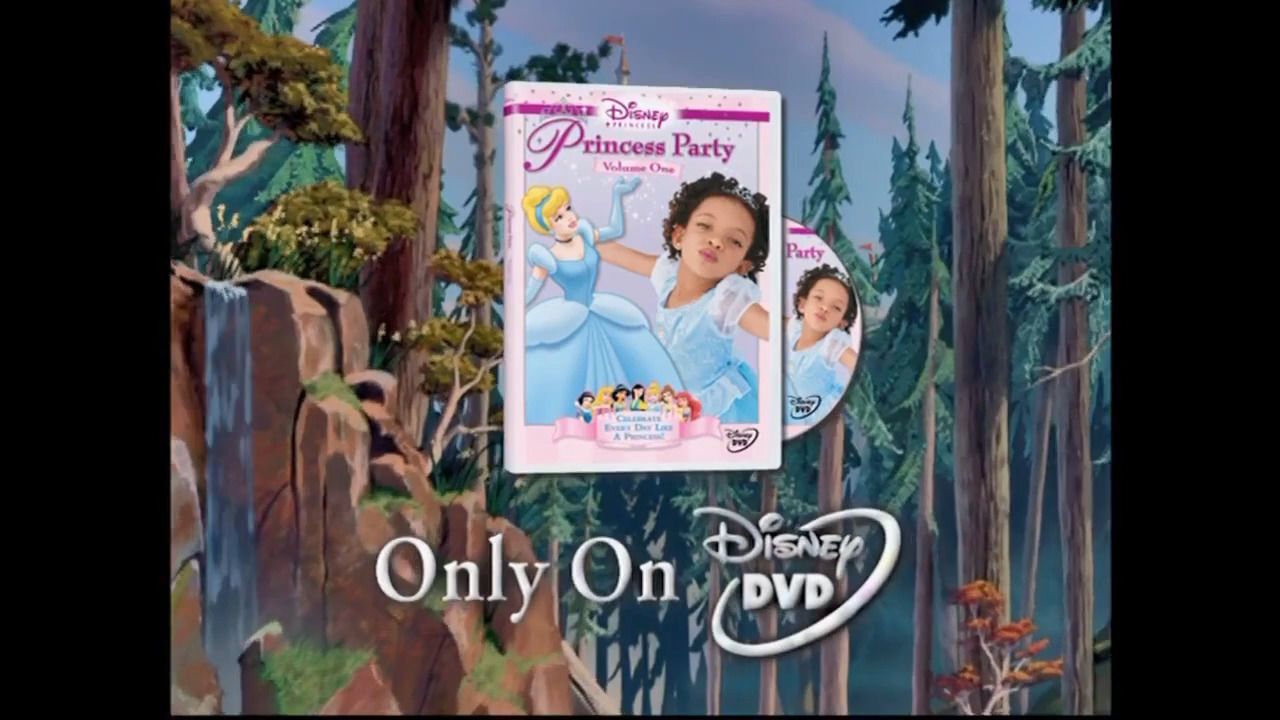 Disney
PRINCESS
Princess Party
Volume One
Party
CELEBRATE
EVERY DAY LIKE
A PRINCESS!
Disney
DVD
Disney
DVD
Only On Disney
DVD